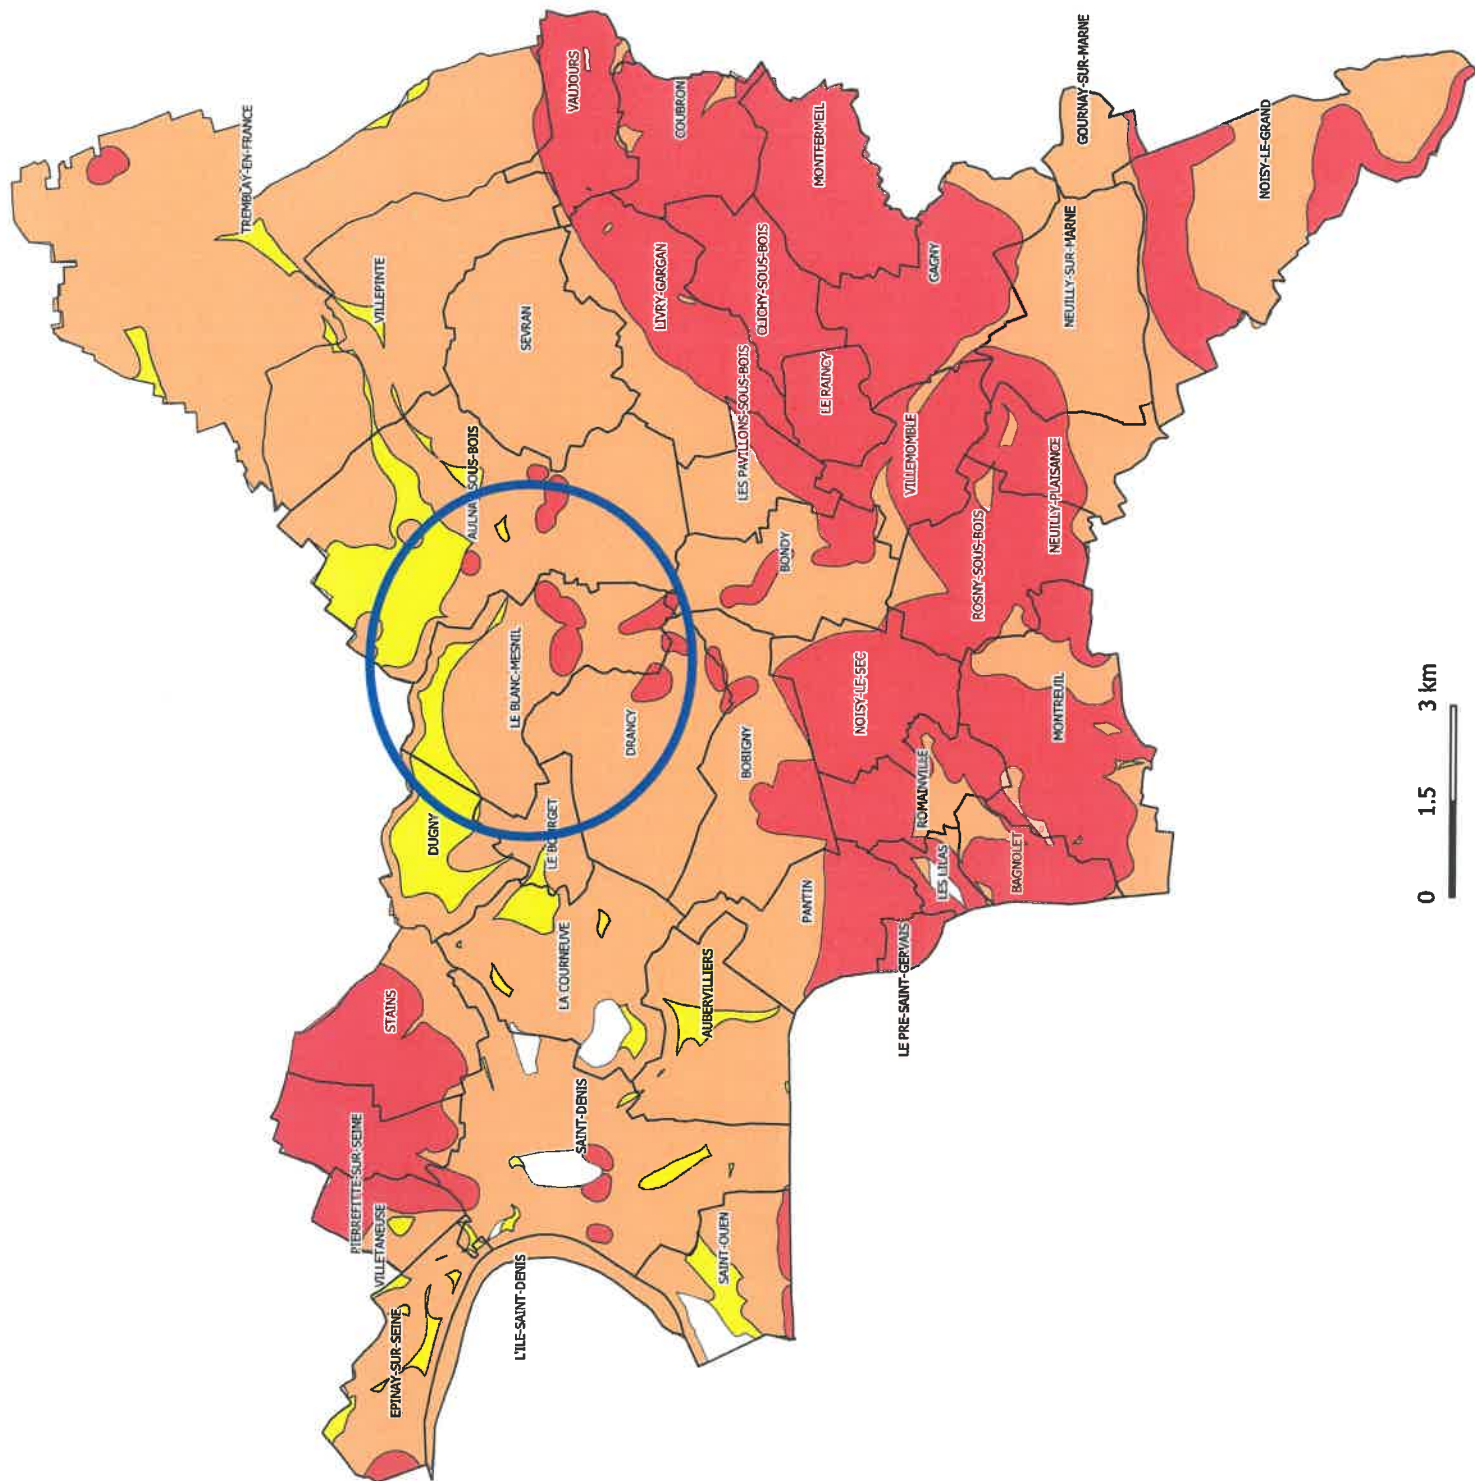 TREMBLAY-EN-FRANCE
VAUJOURS
COUBRON
GOURNAY-SUR-MARNE
MONTFERMEIL
NOISY-LE-GRAND
VILLEPINTE
SEVRAN
LIVRY-GARGAN
CLICHY-SOUS-BOIS
GAGNY
NEUILLY-SUR-MARNE
LES PAVILLONS-SOUS-BOIS
LE RAINCY
AULNAY-SOUS-BOIS
VILLEMOMBLE
NEUILLY-PLAISANCE
BONDY
ROSNY-SOUS-BOIS
LE BLANC-MESNIL
DRANCY
NOISY-LE-SEC
MONTREUIL
BOBIGNY
ROMAINVILLE
DUGNY
LE BOURGET
LES LILAS
BAGNOLET
PANTIN
LA COURNEUVE
LE PRE-SAINT-GERVAIS
STAINS
AUBERVILLIERS
SAINT-DENIS
PIERREFITTE-SUR-SEINE
VILLETANEUSE
SAINT-OUEN
L'ILE-SAINT-DENIS
EPINAY-SUR-SEINE
0 1.5 3 km